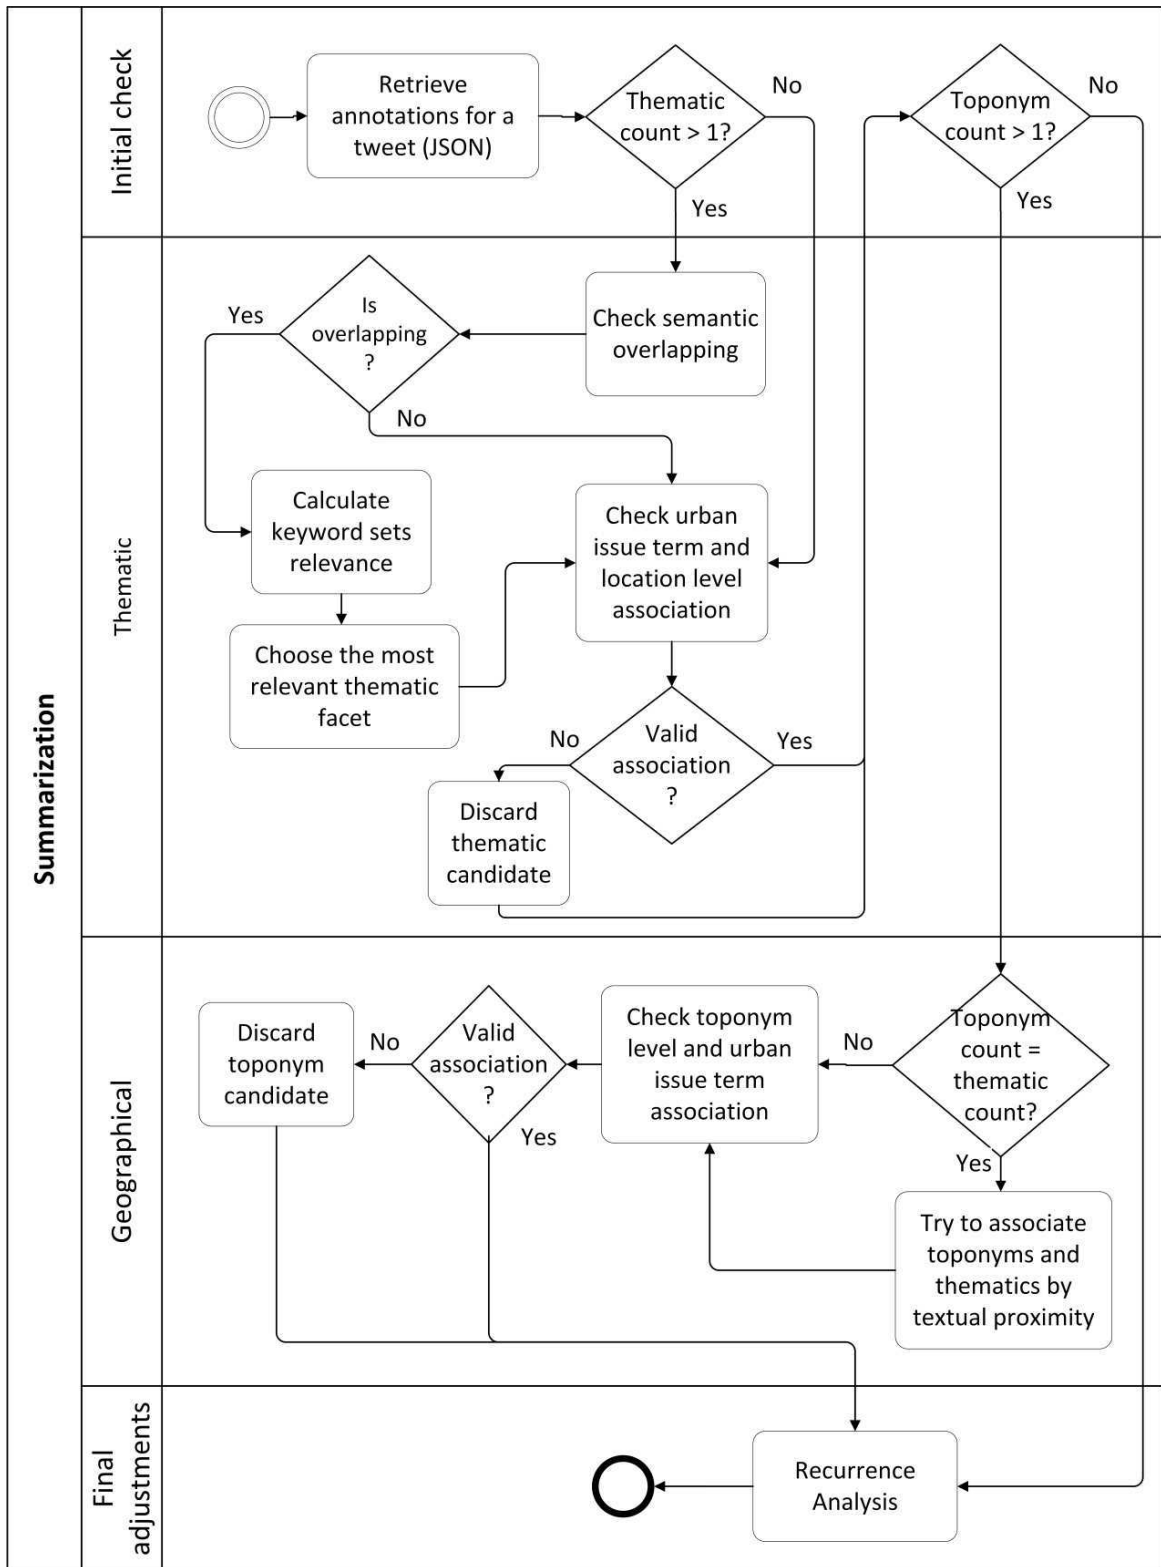 Summarization
Initial check
Retrieve
annotations for a
tweet (JSON)
Thematic
count > 1?
No
Yes
Toponym
count > 1?
No
Yes
Thematic
Is
overlapping
?
Yes
No
Check semantic
overlapping
Calculate
keyword sets
relevance
Choose the most
relevant thematic
facet
Check urban
issue term and
location level
association
Valid
association
?
No
Yes
Discard
thematic
candidate
Geographical
Discard
toponym
candidate
No
Valid
association
?
Yes
Check toponym
level and urban
issue term
association
No
Toponym
count =
thematic
count?
Yes
Try to associate
toponyms and
thematics by
textual proximity
Final
adjustments
Recurrence
Analysis